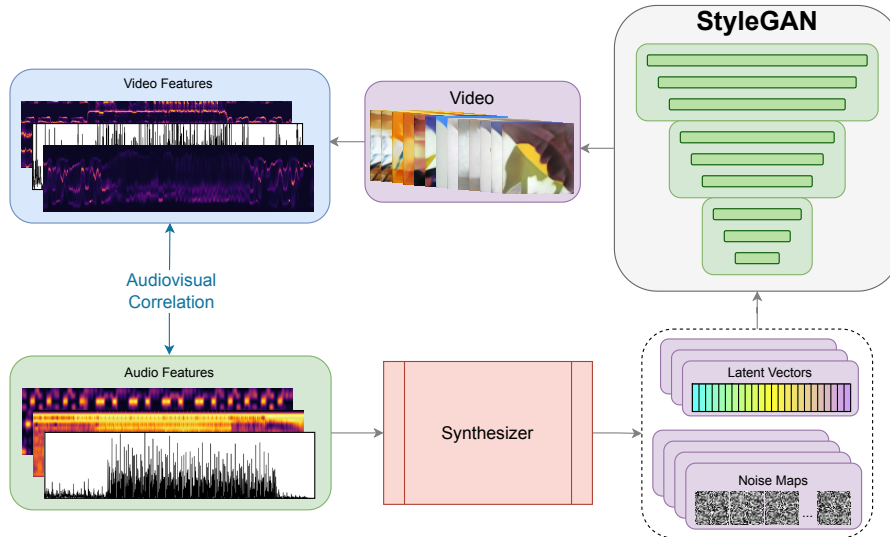 StyleGAN
Video Features
Video
Audiovisual
Correlation
Audio Features
Synthesizer
Latent Vectors
Noise Maps
...